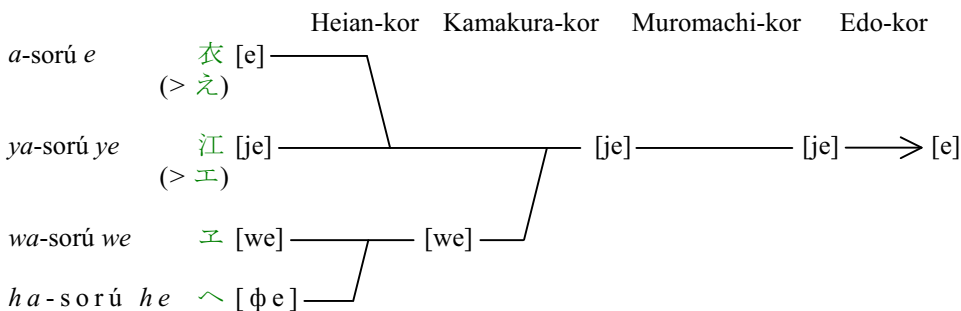 Heian-kor Kamakura-kor Muromachi-kor Edo-kor
a-sorú e 衣 [e]
(> え)
ya-sorú ye 江 [je] [je] [je] [e]
(> エ)
wa-sorú we ヱ [we] [we]
ha-sorú he へ [ϕe]